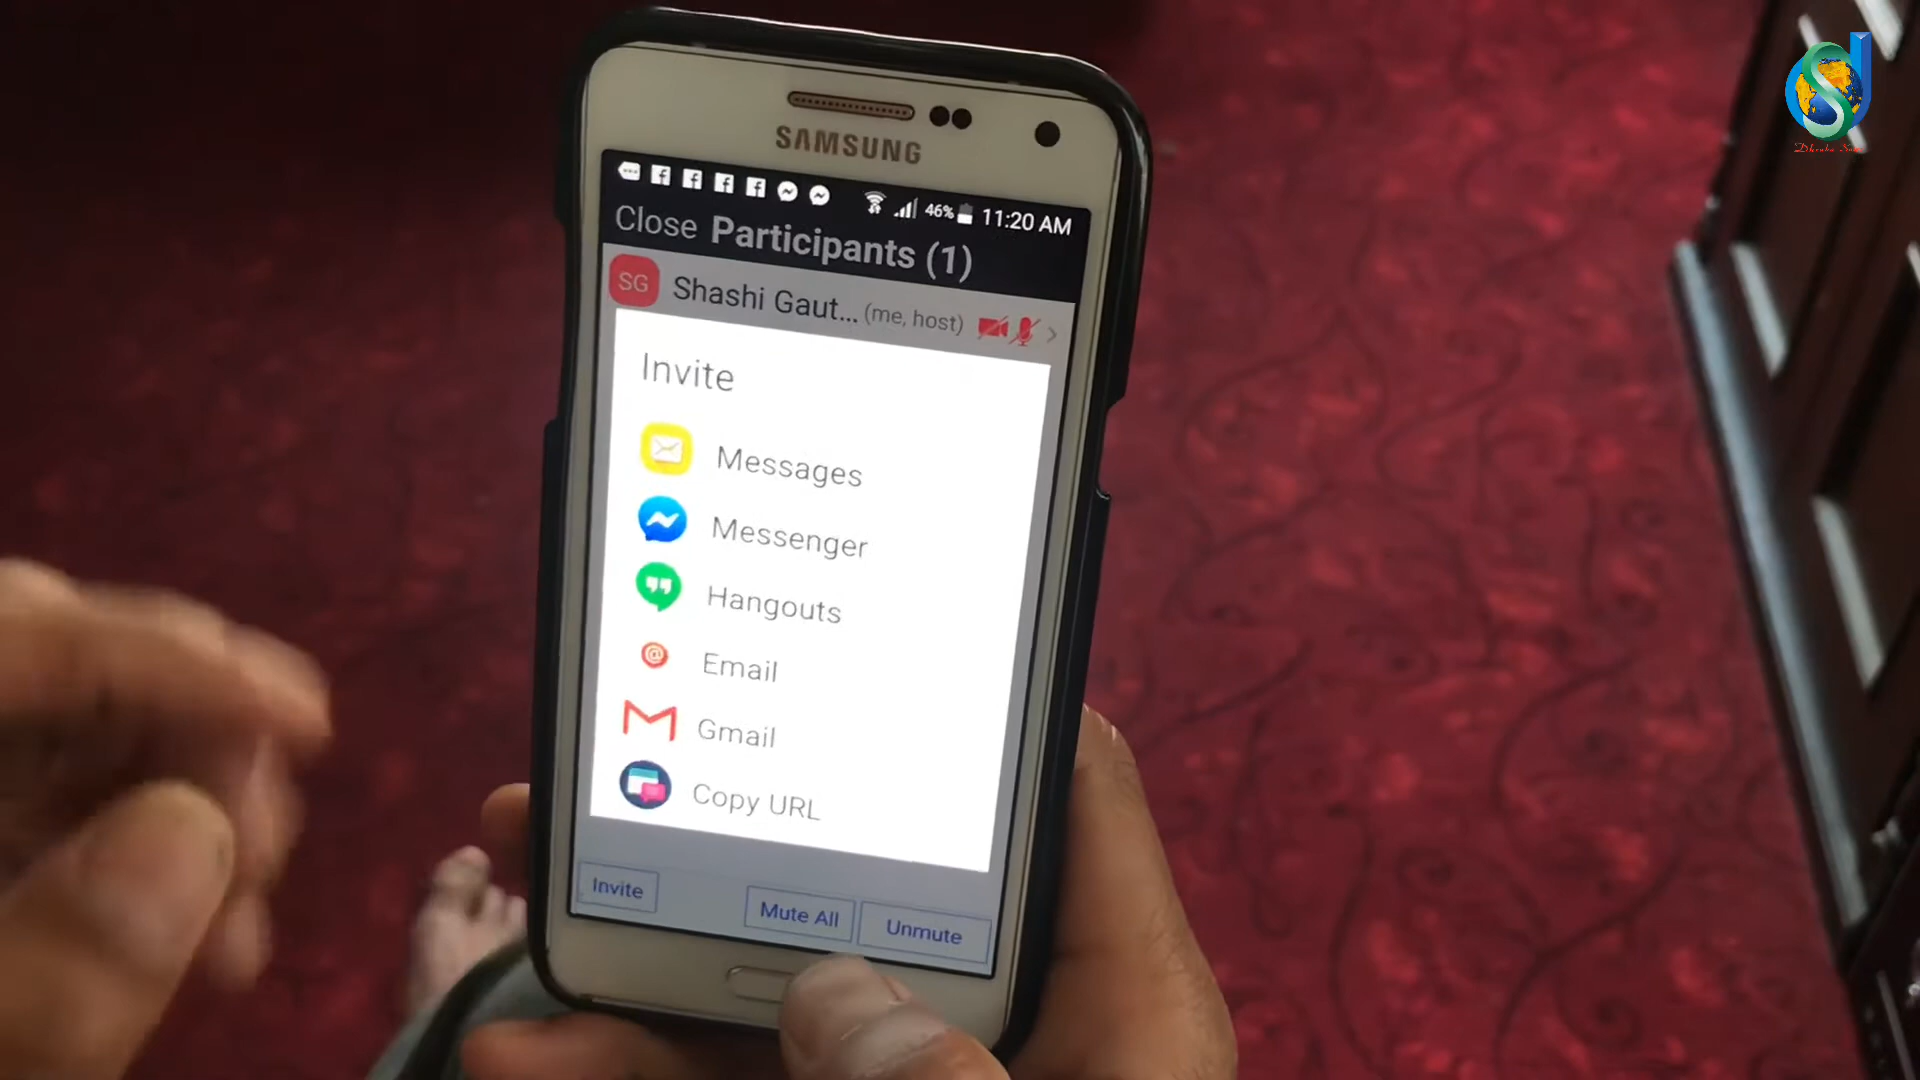 SAMSUNG
46% 11:20 AM
Close Participants (1)
SG Shashi Gaut... (me, host)
Invite
Messages
Messenger
Hangouts
@ Email
Gmail
Copy URL
Invite Mute All Unmute